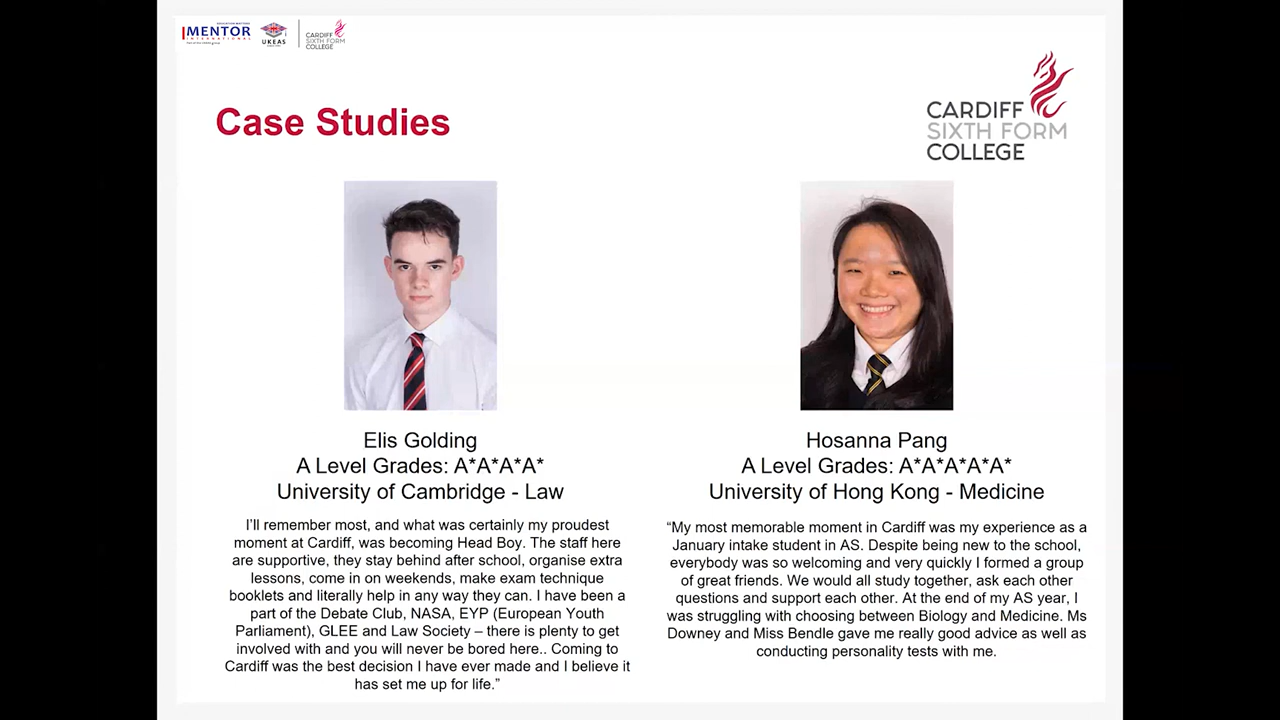 MENTOR
INTERNATIONAL
UKEAS
CARDIFF
SIXTH FORM
COLLEGE
Case Studies
CARDIFF
SIXTH FORM
COLLEGE
Elis Golding
A Level Grades: A*A*A*A*
University of Cambridge - Law
I’ll remember most, and what was certainly my proudest
moment at Cardiff, was becoming Head Boy. The staff here
are supportive, they stay behind after school, organise extra
lessons, come in on weekends, make exam technique
booklets and literally help in any way they can. I have been a
part of the Debate Club, NASA, EYP (European Youth
Parliament), GLEE and Law Society – there is plenty to get
involved with and you will never be bored here.. Coming to
Cardiff was the best decision I have ever made and I believe it
has set me up for life.”
Hosanna Pang
A Level Grades: A*A*A*A*A*
University of Hong Kong - Medicine
“My most memorable moment in Cardiff was my experience as a
January intake student in AS. Despite being new to the school,
everybody was so welcoming and very quickly I formed a group
of great friends. We would all study together, ask each other
questions and support each other. At the end of my AS year, I
was struggling with choosing between Biology and Medicine. Ms
Downey and Miss Bendle gave me really good advice as well as
conducting personality tests with me.